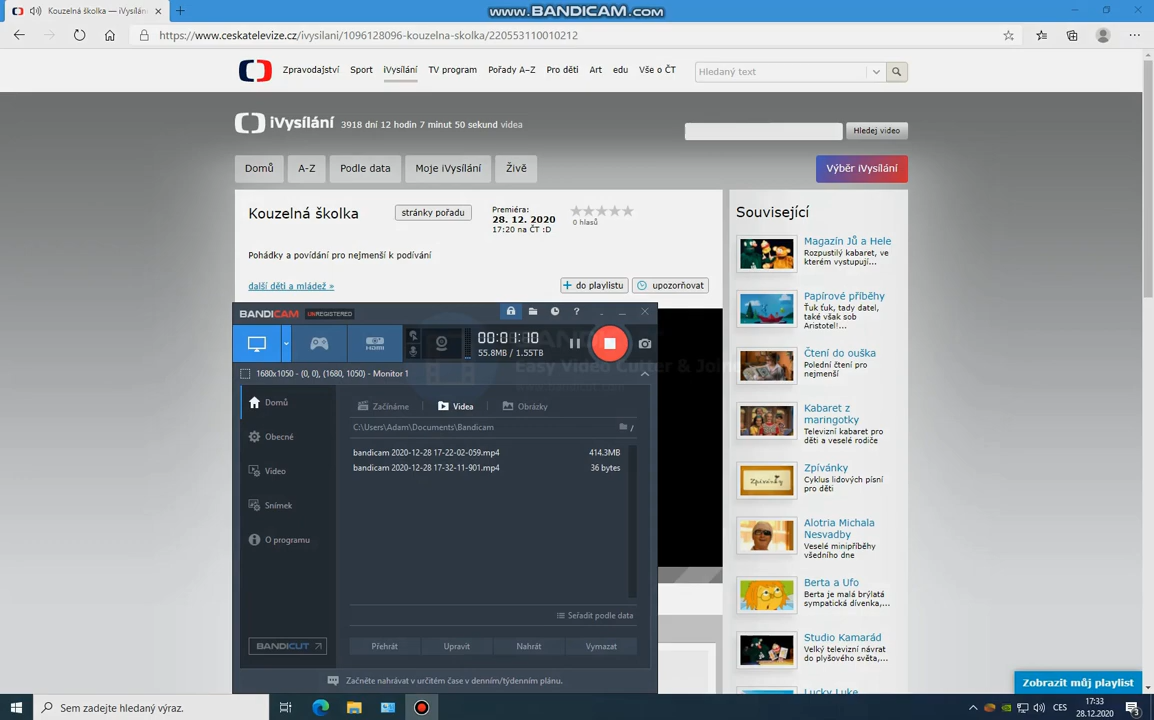 www.BANDICAM.com
Kouzelná školka — iVysílán
https://www.ceskatelevize.cz/ivysilani/1096128096-kouzelna-skolka/220553110010212
Zpravodajství Sport iVysílání TV program Pořady A–Z Pro děti Art edu Vše o ČT Hledaný text
iVysílání 3918 dní 12 hodin 7 minut 50 sekund videa
Hledej video
Domů A-Z Podle data Moje iVysílání Živě Výběr iVysílání
Kouzelná školka stránky pořadu
Premiéra:
28. 12. 2020
17:20 na ČT :D
0 hlasů
Pohádky a povídání pro nejmenší k podívání
další děti a mládež »
do playlistu upozorňovat
Související
Magazín Jů a Hele
Rozpustilý kabaret, ve
kterém vystupují...
Papírové příběhy
Ťuk ťuk, tady datel,
také však sob
Aristotel!...
Čtení do ouška
Polední čtení pro
nejmenší
Kabaret z
maringotky
Televizní kabaret pro
děti a veselé rodiče
Zpívánky
Zpívánky
Cyklus lidových písní
pro děti
Alotria Michala
Nesvadby
Veselé minipříběhy
všedního dne
Berta a Ufo
Berta je malá brýlatá
sympatická dívenka,...
Studio Kamarád
Velký televizní návrat
do plyšového světa,...
Lucky Luke
Zobrazit můj playlist
BANDICAM UNREGISTERED
HDMI
00:01:10
55.8MB / 1.55TB
Easy Video Cutter & Join
1680x1050 - (0, 0), (1680, 1050) - Monitor 1
Domů
Obecné
Video
Snímek
O programu
BANDICUT
Začínáme Videa Obrázky
C:\Users\Adam\Documents\Bandicam
bandicam 2020-12-28 17-22-02-059.mp4 414.3MB
bandicam 2020-12-28 17-32-11-901.mp4 36 bytes
Seřadit podle data
Přehrát Upravit Nahrát Vymazat
Začněte nahrávat v určitém čase v denním/týdenním plánu.
Sem zadejte hledaný výraz.
CES
17:33
28.12.2020
3